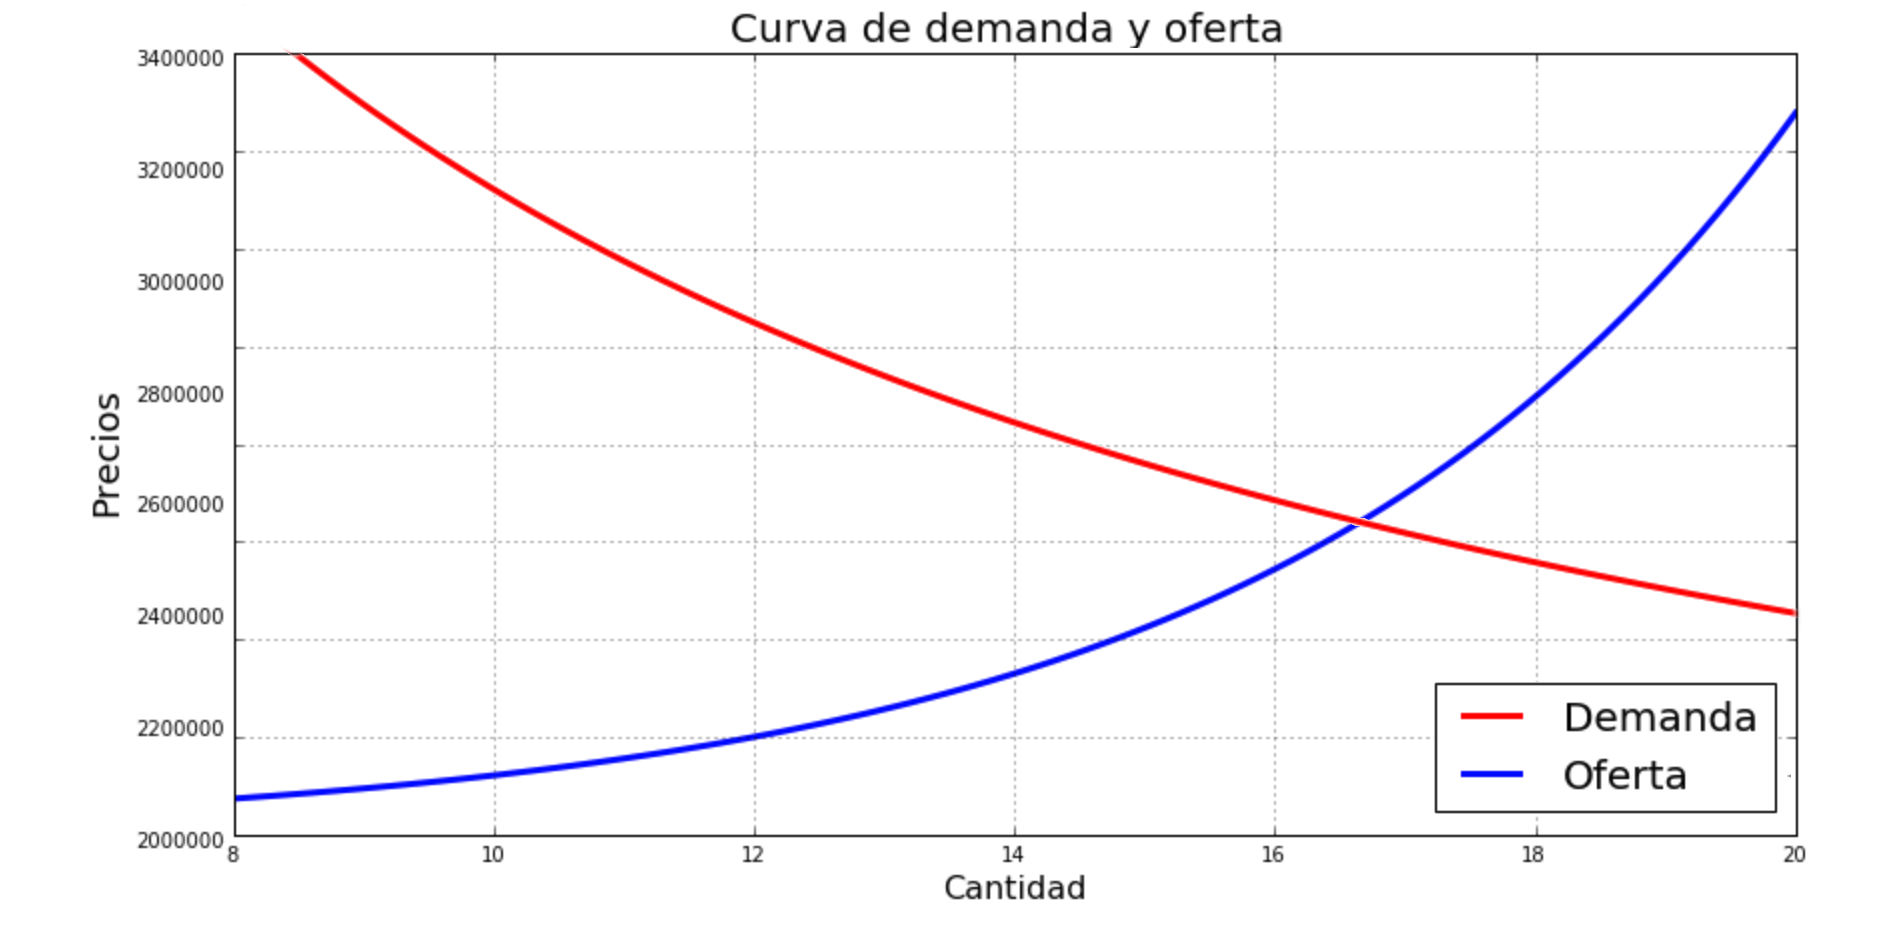 Curva de demanda y oferta
3400000
3200000
3000000
2800000
2600000
2400000
2200000
2000000
Precios
8 10 12 14 16 18 20
Cantidad
Demanda
Oferta